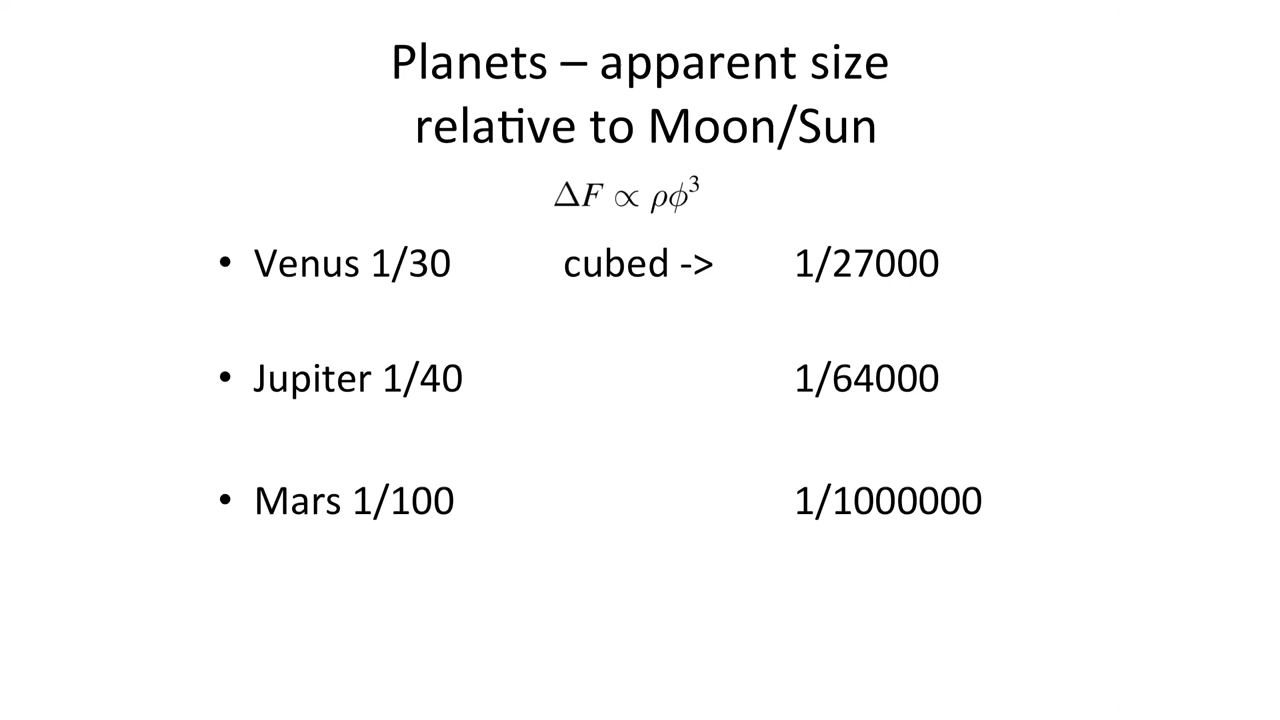 Planets – apparent size
relative to Moon/Sun
ΔF ∝ ρϕ³
• Venus 1/30 cubed -> 1/27000
• Jupiter 1/40 1/64000
• Mars 1/100 1/1000000